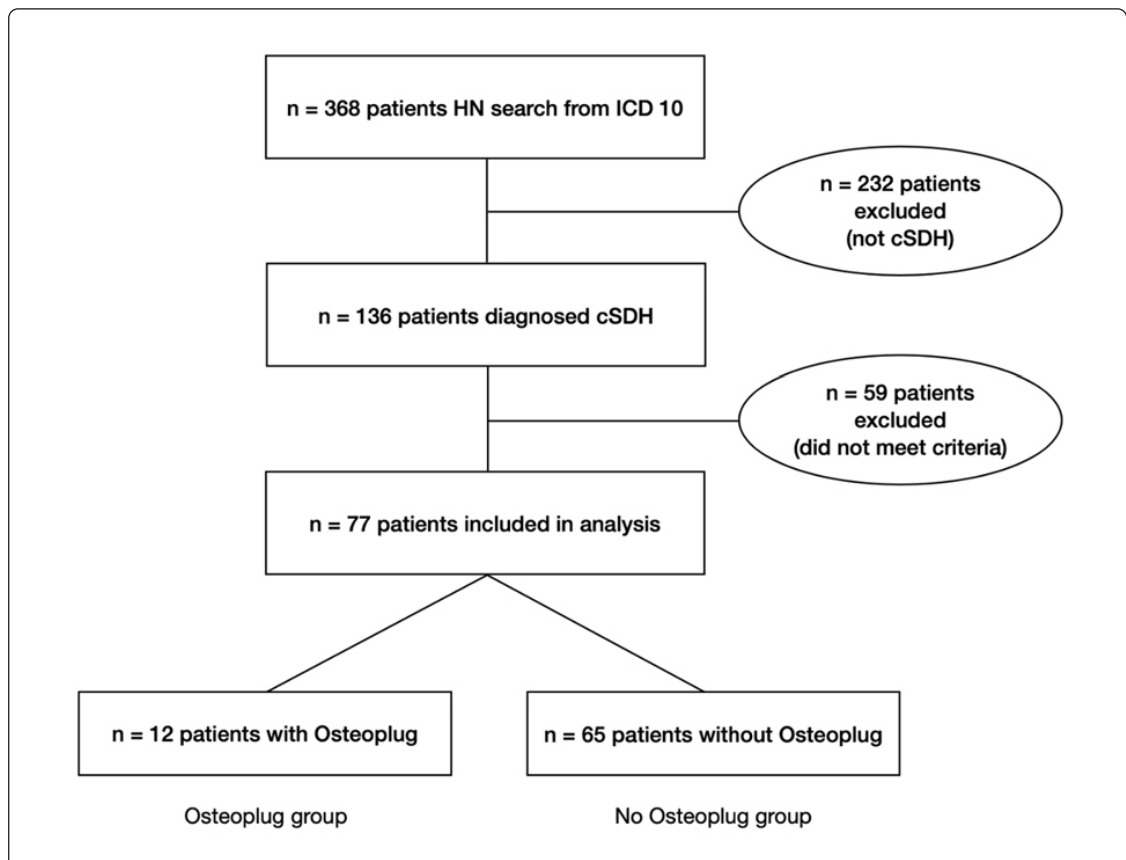 n = 368 patients HN search from ICD 10
n = 232 patients
excluded
(not cSDH)
n = 136 patients diagnosed cSDH
n = 59 patients
excluded
(did not meet criteria)
n = 77 patients included in analysis
n = 12 patients with Osteoplug
n = 65 patients without Osteoplug
Osteoplug group
No Osteoplug group